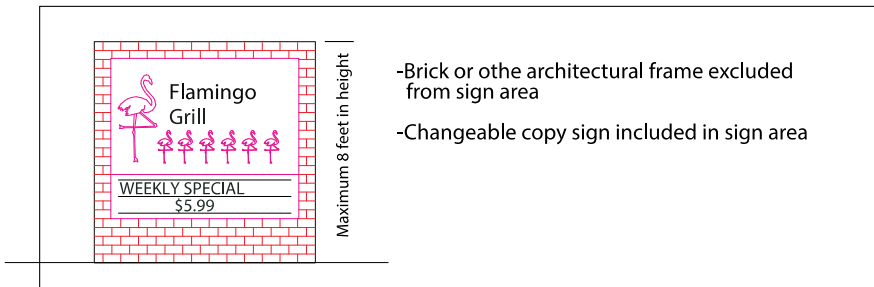 Flamingo
Grill
WEEKLY SPECIAL
$5.99
Maximum 8 feet in height
-Brick or othe architectural frame excluded
from sign area
-Changeable copy sign included in sign area